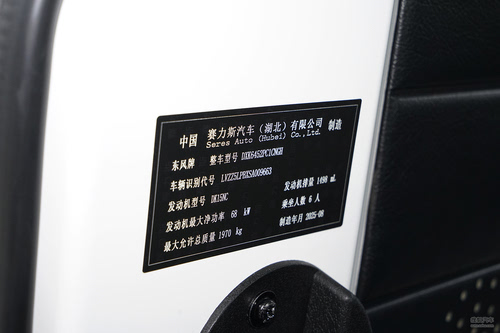 中国 赛力斯汽车(湖北)有限公司 制造
Seres Auto (Hubei) Co.,Ltd.
东风牌 整车型号 DXK6452PC1CNGH
车辆识别代号 LVZZ5LPBXSA009663
发动机型号 DK15NC 发动机排量 1498 mL
发动机最大净功率 68 kW 乘坐人数 6 人
最大允许总质量 1970 kg 制造年月 2025-08